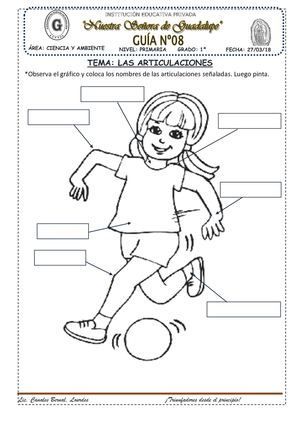 INSTITUCIÓN EDUCATIVA PRIVADA
"Nuestra Señora de Guadalupe"
GUÍA N°08
ÁREA: CIENCIA Y AMBIENTE NIVEL: PRIMARIA GRADO: 1° FECHA: 27/03/18
TEMA: LAS ARTICULACIONES
*Observa el gráfico y coloca los nombres de las articulaciones señaladas. Luego pinta.
Lic. Canales Bernal, Lourdes ¡Triunfadores desde el principio!